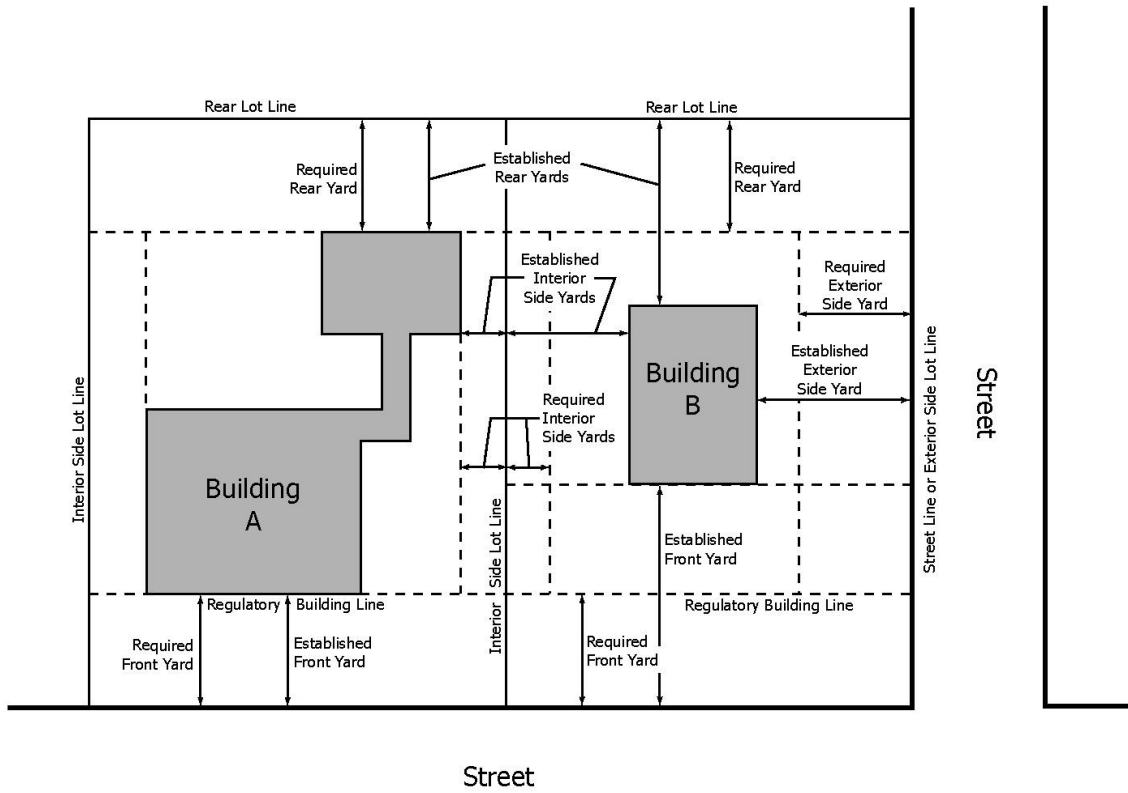 Rear Lot Line
Rear Lot Line
Required
Rear Yard
Established
Rear Yards
Required
Rear Yard
Established
Interior
Side Yards
Required
Exterior
Side Yard
Established
Exterior
Side Yard
Building
B
Required
Interior
Side Yards
Interior Side Lot Line
Building
A
Interior Side Lot Line
Established
Front Yard
Street Line or Exterior Side Lot Line
Street
Regulatory Building Line
Regulatory Building Line
Required
Front Yard
Established
Front Yard
Required
Front Yard
Street